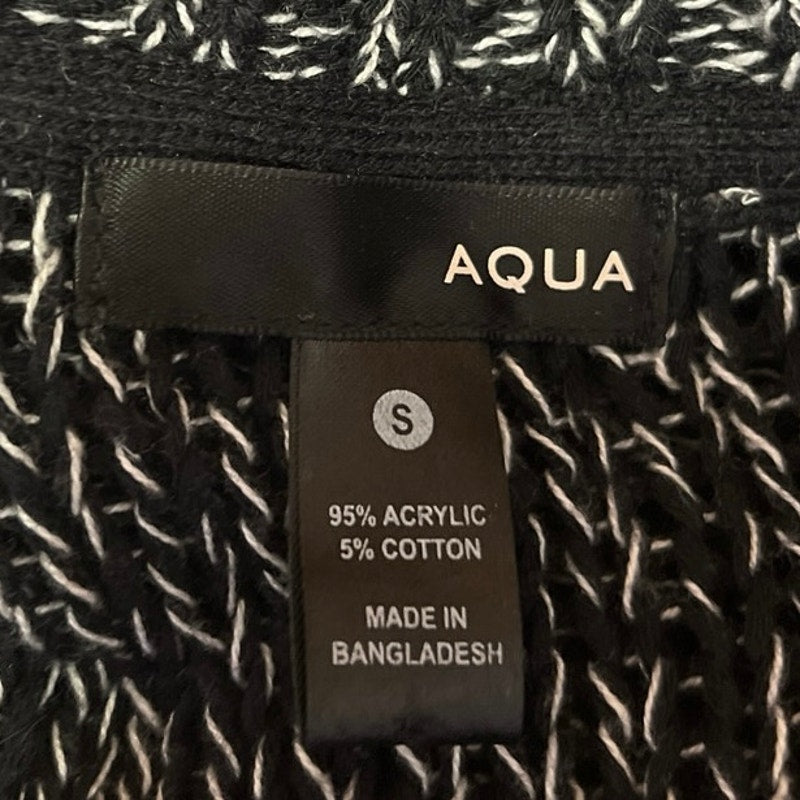 AQUA
S
95% ACRYLIC
5% COTTON
MADE IN
BANGLADESH